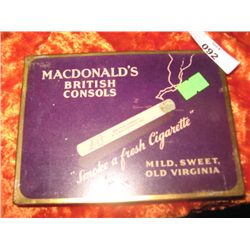 092
MACDONALD'S
BRITISH
CONSOLS
"Smoke a fresh Cigarette"
MILD, SWEET,
OLD VIRGINIA